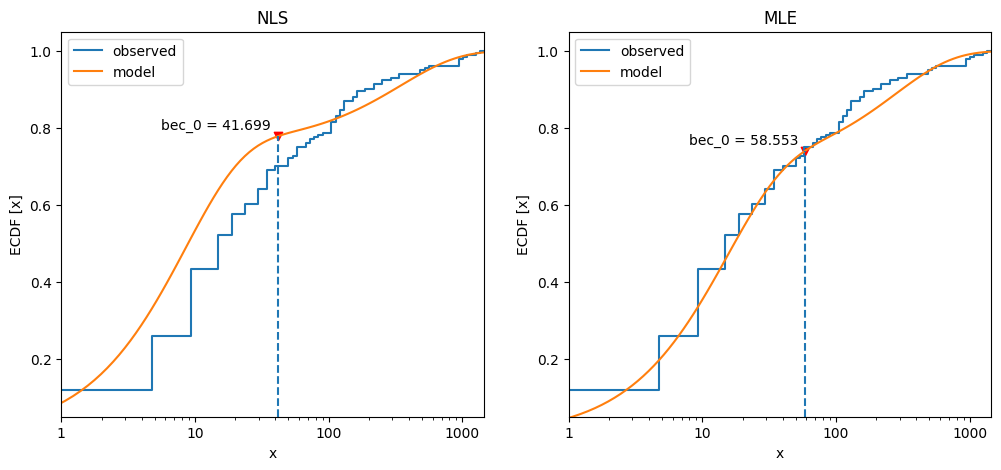 NLS
observed
model
bec_0 = 41.699
ECDF [x]
1.0
0.8
0.6
0.4
0.2
1 10 100 1000
x
MLE
observed
model
bec_0 = 58.553
ECDF [x]
1.0
0.8
0.6
0.4
0.2
1 10 100 1000
x